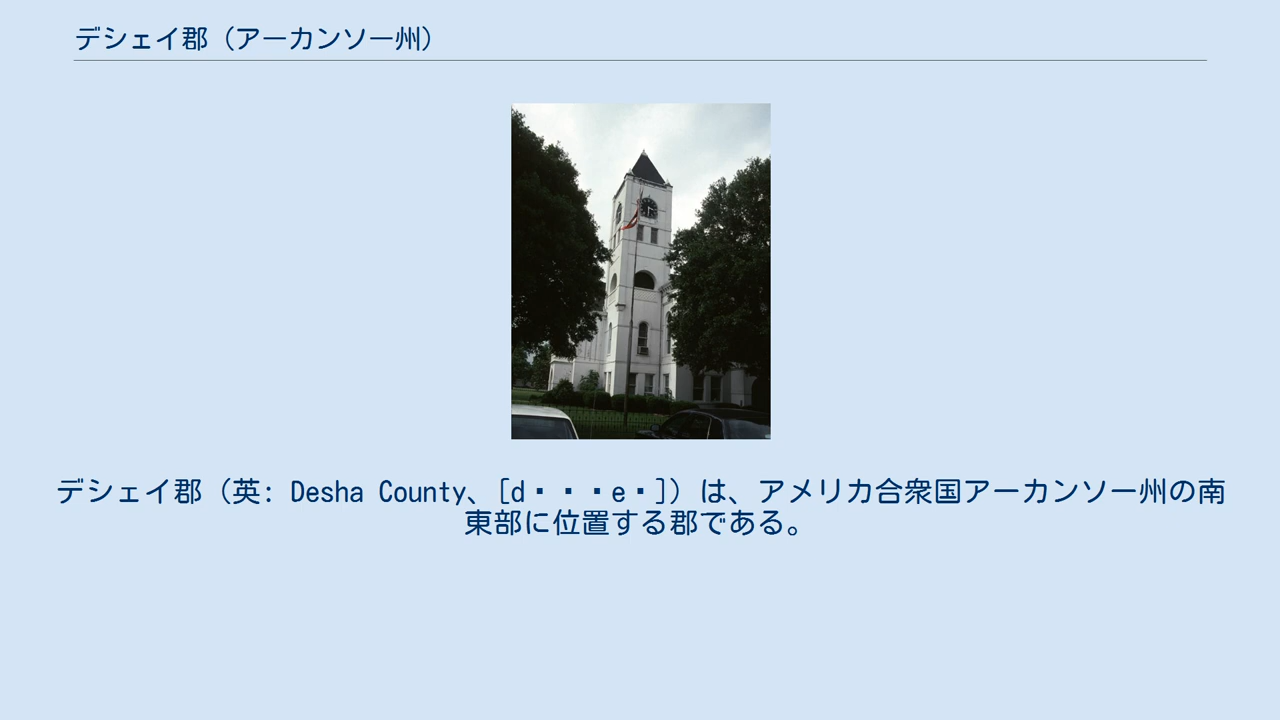 デシェイ郡（アーカンソー州）
デシェイ郡（英: Desha County、[d・・・e・]）は、アメリカ合衆国アーカンソー州の南
東部に位置する郡である。